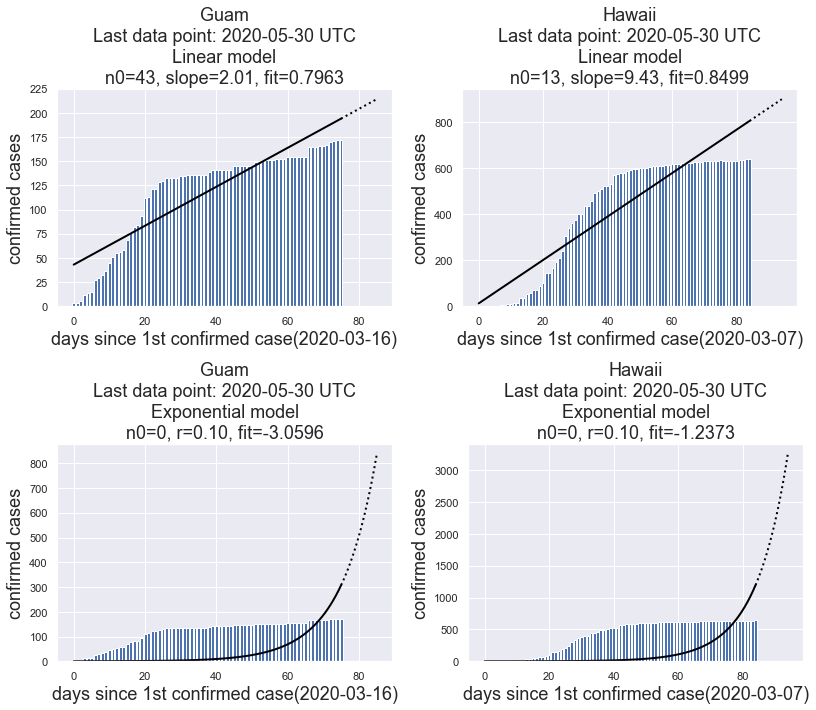 Guam
Last data point: 2020-05-30 UTC
Linear model
n0=43, slope=2.01, fit=0.7963
225
200
175
150
125
100
75
50
25
0
confirmed cases
0 20 40 60 80
days since 1st confirmed case(2020-03-16)
Hawaii
Last data point: 2020-05-30 UTC
Linear model
n0=13, slope=9.43, fit=0.8499
800
600
400
200
0
confirmed cases
0 20 40 60 80
days since 1st confirmed case(2020-03-07)
Guam
Last data point: 2020-05-30 UTC
Exponential model
n0=0, r=0.10, fit=-3.0596
800
700
600
500
400
300
200
100
0
confirmed cases
0 20 40 60 80
days since 1st confirmed case(2020-03-16)
Hawaii
Last data point: 2020-05-30 UTC
Exponential model
n0=0, r=0.10, fit=-1.2373
3000
2500
2000
1500
1000
500
0
confirmed cases
0 20 40 60 80
days since 1st confirmed case(2020-03-07)